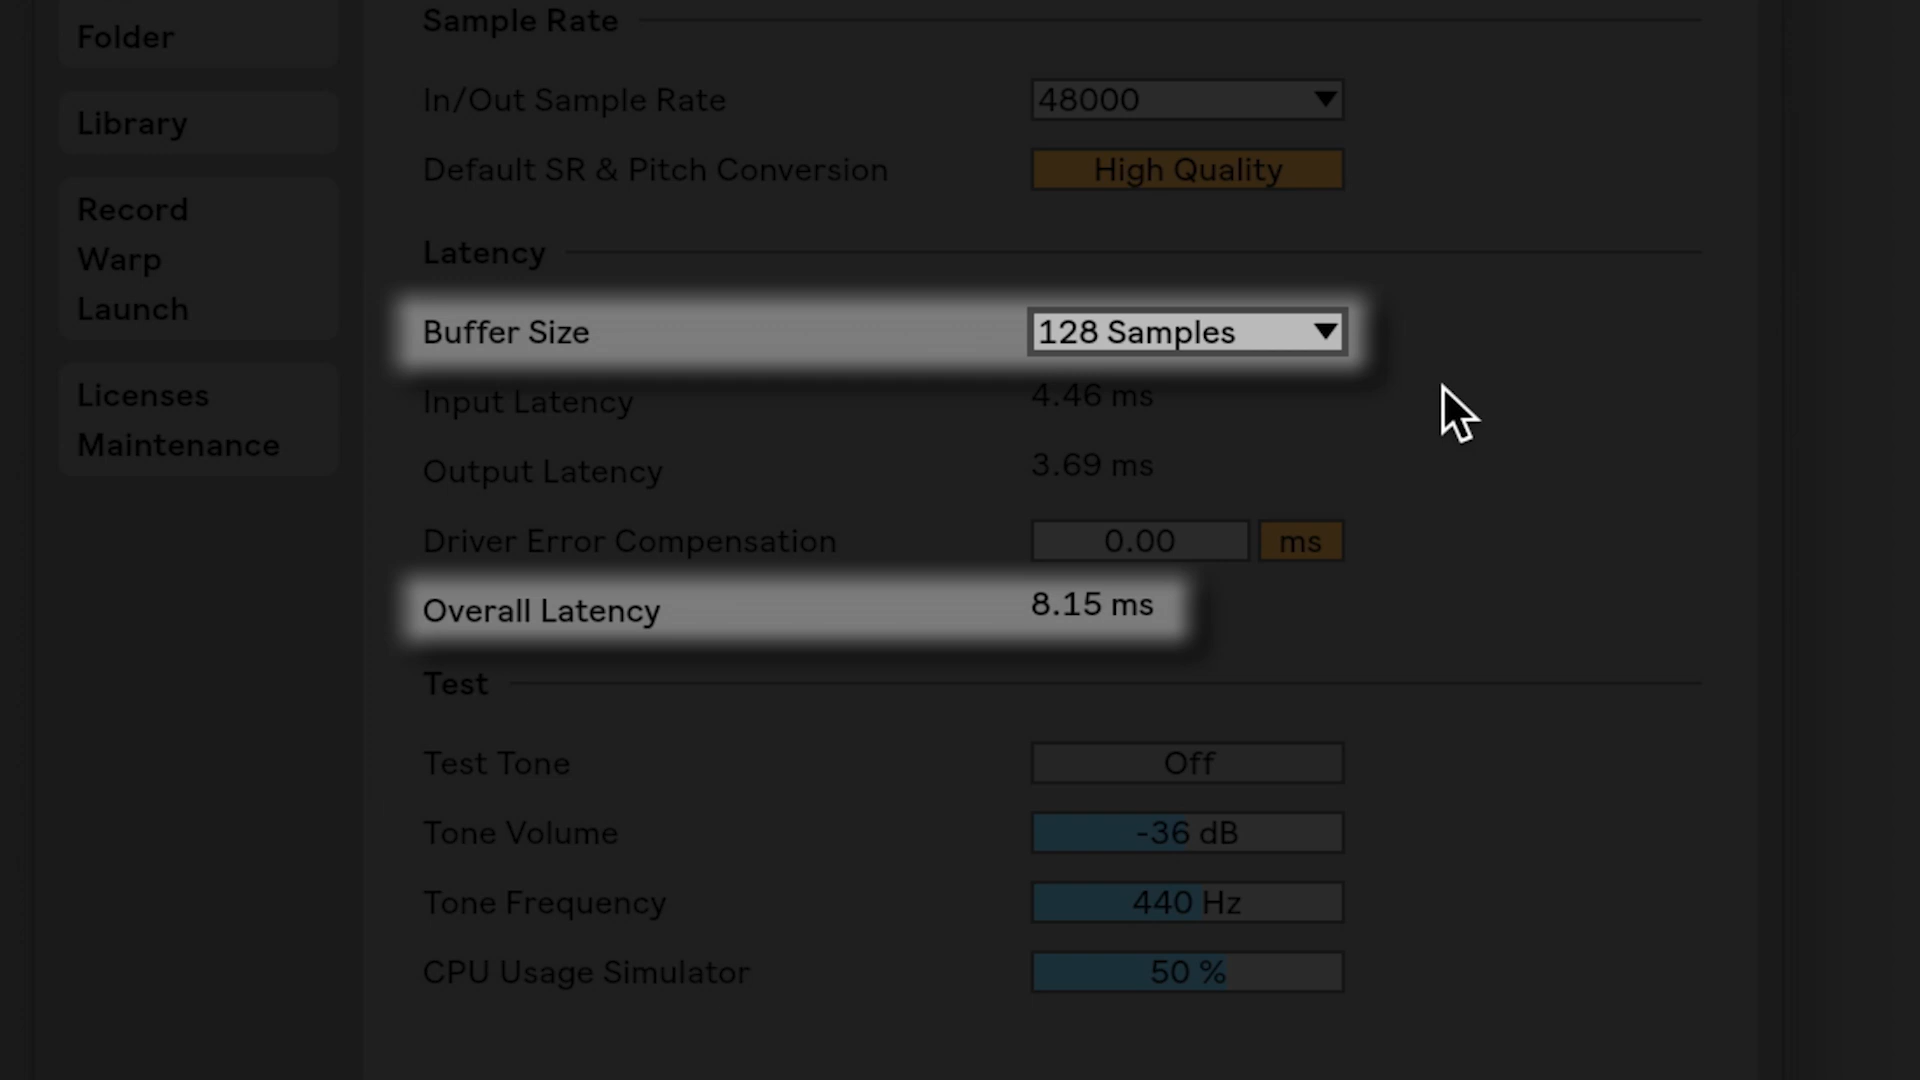 Folder
Library
Record
Warp
Launch
Licenses
Maintenance
Sample Rate
In/Out Sample Rate 48000
Default SR & Pitch Conversion High Quality
Latency
Buffer Size 128 Samples
Input Latency 4.46 ms
Output Latency 3.69 ms
Driver Error Compensation 0.00 ms
Overall Latency 8.15 ms
Test
Test Tone Off
Tone Volume -36 dB
Tone Frequency 440 Hz
CPU Usage Simulator 50 %